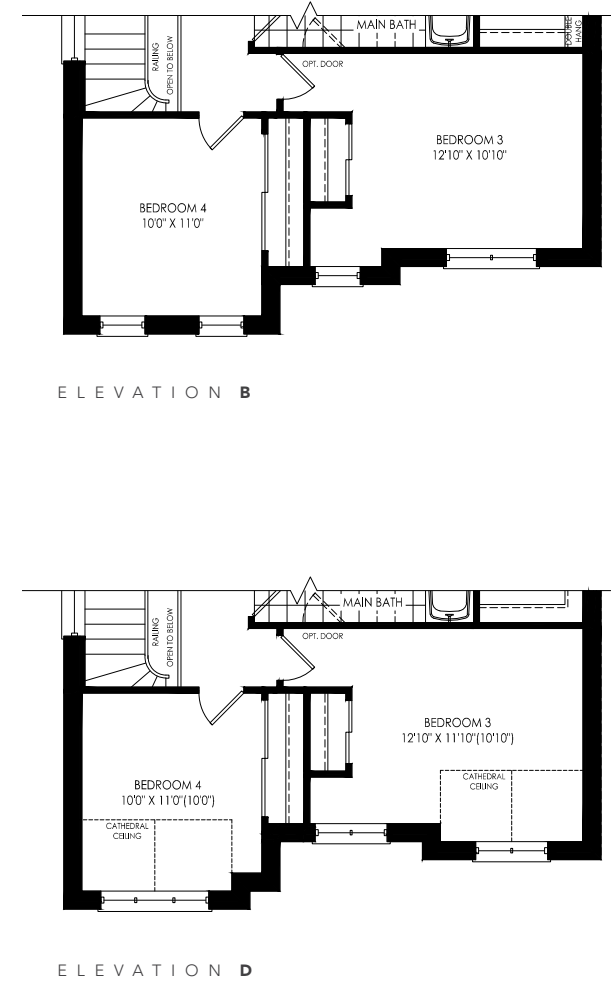 MAIN BATH
DOUBLE
HANG
RAILING
OPEN TO BELOW
OPT. DOOR
BEDROOM 3
12'10" X 10'10"
BEDROOM 4
10'0" X 11'0"
ELEVATION B
MAIN BATH
RAILING
OPEN TO BELOW
OPT. DOOR
BEDROOM 3
12'10" X 11'10"(10'10")
CATHEDRAL
CEILING
BEDROOM 4
10'0" X 11'0"(10'0")
CATHEDRAL
CEILING
ELEVATION D